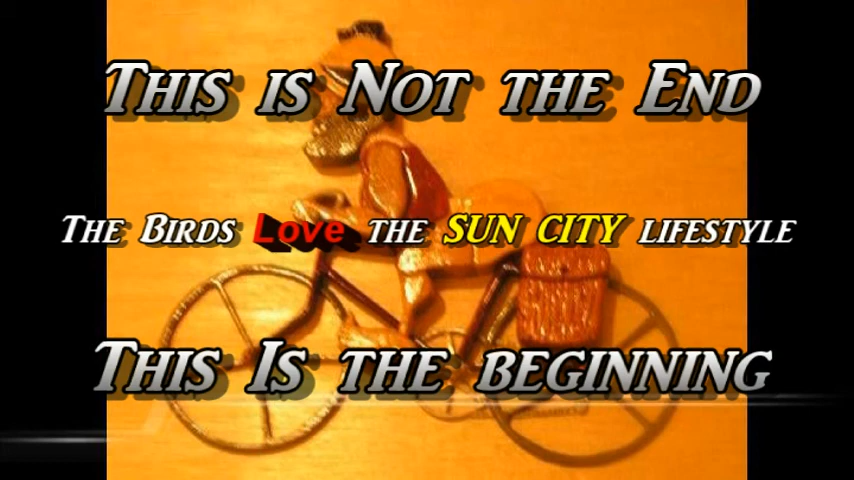 This is Not the End
The Birds Love the SUN CITY lifestyle
This Is the beginning